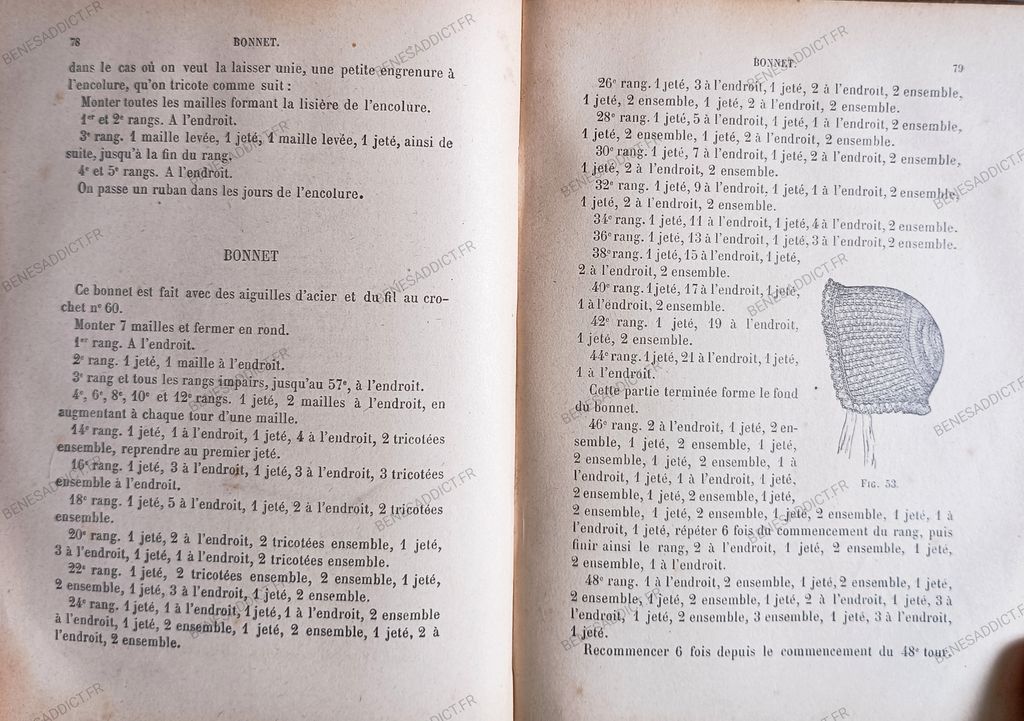 78
BONNET.
dans le cas où on veut la laisser unie, une petite engrenure à
l'encolure, qu'on tricote comme suit :
Monter toutes les mailles formant la lisière de l'encolure.
1er et 2e rangs. A l'endroit.
3e rang. 1 maille levée, 1 jeté, 1 maille levée, 1 jeté, ainsi de
suite, jusqu'à la fin du rang.
4e et 5e rangs. A l'endroit.
On passe un ruban dans les jours de l'encolure.
BONNET
Ce bonnet est fait avec des aiguilles d'acier et du fil au cro-
chet n° 60.
Monter 7 mailles et fermer en rond.
1er rang. A l'endroit.
2e rang. 1 jeté, 1 maille à l'endroit.
3e rang et tous les rangs impairs, jusqu'au 57e, à l'endroit.
4e, 6e, 8e, 10e et 12e rangs. 1 jeté, 2 mailles à l'endroit, en
augmentant à chaque tour d'une maille.
14e rang. 1 jeté, 1 à l'endroit, 1 jeté, 4 à l'endroit, 2 tricotées
ensemble, reprendre au premier jeté.
16e rang. 1 jeté, 3 à l'endroit, 1 jeté, 3 à l'endroit, 3 tricotées
ensemble à l'endroit.
18e rang. 1 jeté, 5 à l'endroit, 1 jeté, 2 à l'endroit, 2 tricotées
ensemble.
20e rang. 1 jeté, 2 à l'endroit, 2 tricotées ensemble, 1 jeté,
3 à l'endroit, 1 jeté, 1 à l'endroit, 2 tricotées ensemble.
22e rang. 1 jeté, 2 tricotées ensemble, 2 ensemble, 1 jeté,
2 ensemble, 1 jeté, 3 à l'endroit, 1 jeté, 2 ensemble.
24e rang. 1 jeté, 1 à l'endroit, 1 jeté, 1 à l'endroit, 2 ensemble
à l'endroit, 1 jeté, 2 ensemble, 1 jeté, 2 ensemble, 1 jeté, 2 à
l'endroit, 2 ensemble.
BONNET.
79
26e rang. 1 jeté, 3 à l'endroit, 1 jeté, 2 à l'endroit, 2 ensemble,
1 jeté, 2 ensemble, 1 jeté, 2 à l'endroit, 2 ensemble.
28e rang. 1 jeté, 5 à l'endroit, 1 jeté, 1 à l'endroit, 2 ensemble,
1 jeté, 2 ensemble, 1 jeté, 2 à l'endroit, 2 ensemble.
30e rang. 1 jeté, 7 à l'endroit, 1 jeté, 2 à l'endroit, 2 ensemble,
1 jeté, 2 à l'endroit, 2 ensemble.
32e rang. 1 jeté, 9 à l'endroit, 1 jeté, 1 à l'endroit, 2 ensemble,
1 jeté, 2 à l'endroit, 2 ensemble.
34e rang. 1 jeté, 11 à l'endroit, 1 jeté, 4 à l'endroit, 2 ensemble.
36e rang. 1 jeté, 13 à l'endroit, 1 jeté, 3 à l'endroit, 2 ensemble.
38e rang. 1 jeté, 15 à l'endroit, 1 jeté,
2 à l'endroit, 2 ensemble.
40e rang. 1 jeté, 17 à l'endroit, 1 jeté,
1 à l'endroit, 2 ensemble.
42e rang. 1 jeté, 19 à l'endroit,
1 jeté, 2 ensemble.
44e rang. 1 jeté, 21 à l'endroit, 1 jeté,
1 à l'endroit.
Cette partie terminée forme le fond
du bonnet.
46e rang. 2 à l'endroit, 1 jeté, 2 en-
semble, 1 jeté, 2 ensemble, 1 jeté,
2 ensemble, 1 jeté, 2 ensemble, 1 à
l'endroit, 1 jeté, 1 à l'endroit, 1 jeté,
2 ensemble, 1 jeté, 2 ensemble, 1 jeté,
2 ensemble, 1 jeté, 2 ensemble, 1 jeté, 2 ensemble, 1 jeté, 1 à
l'endroit, 1 jeté, répéter 6 fois du commencement du rang, puis
finir ainsi le rang, 2 à l'endroit, 1 jeté, 2 ensemble, 1 jeté,
2 ensemble, 1 à l'endroit.
48e rang. 1 à l'endroit, 2 ensemble, 1 jeté, 2 ensemble, 1 jeté,
2 ensemble, 1 jeté, 2 ensemble, 1 jeté, 2 à l'endroit, 1 jeté, 3 à
l'endroit, 1 jeté, 2 ensemble, 3 ensemble, 1 jeté, 3 à l'endroit,
1 jeté.
Recommencer 6 fois depuis le commencement du 48e tour.
FIG. 53.
BENESADDICT.FR